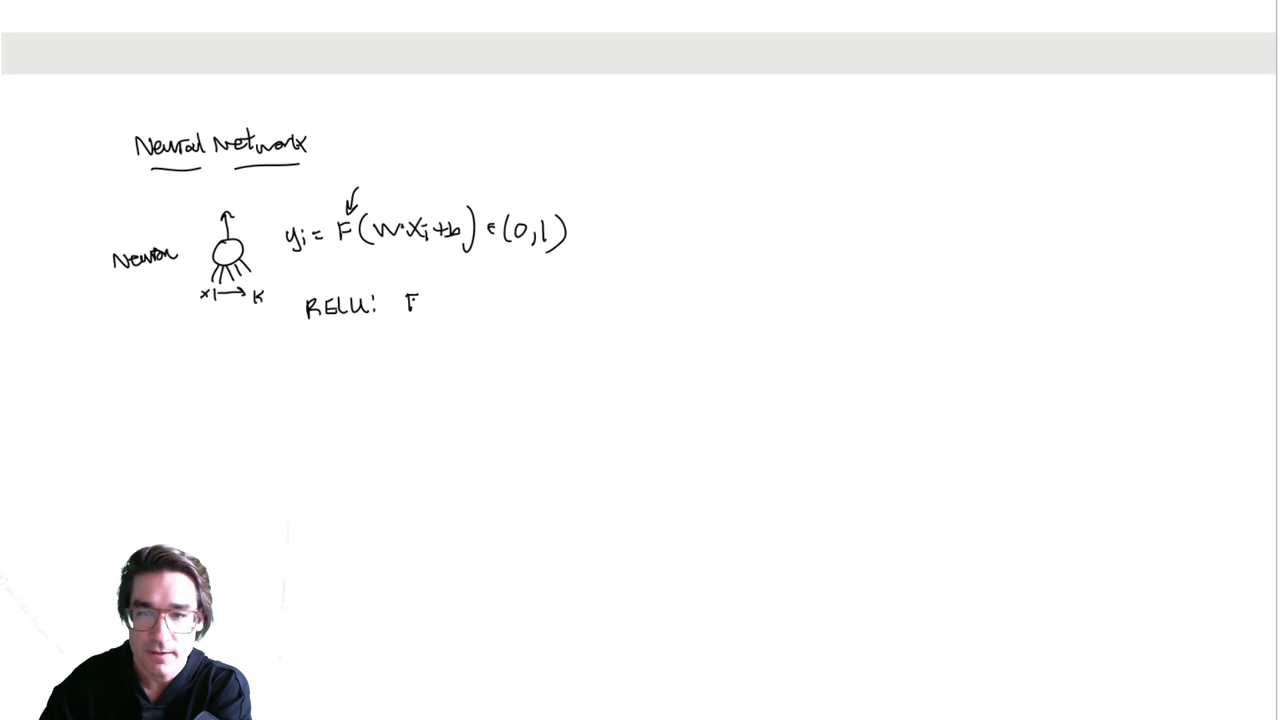 Neural Network
yi = F(W·Xi+b) ∈ (0,1)
Neuron
x1 → K
RELU: F